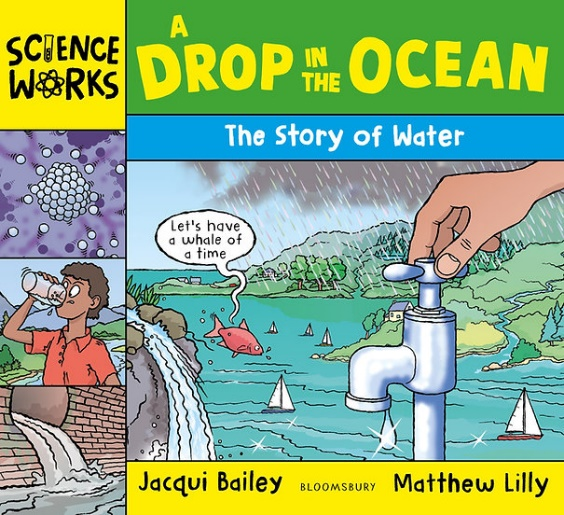 SCIENCE
WORKS
A
DROP IN THE OCEAN
The Story of Water
Let's have
a whale of
a time
Jacqui Bailey BLOOMSBURY Matthew Lilly